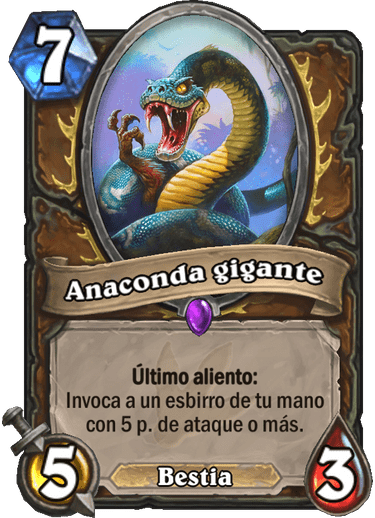 7
Anaconda gigante
Último aliento:
Invoca a un esbirro de tu mano
con 5 p. de ataque o más.
5
Bestia
3